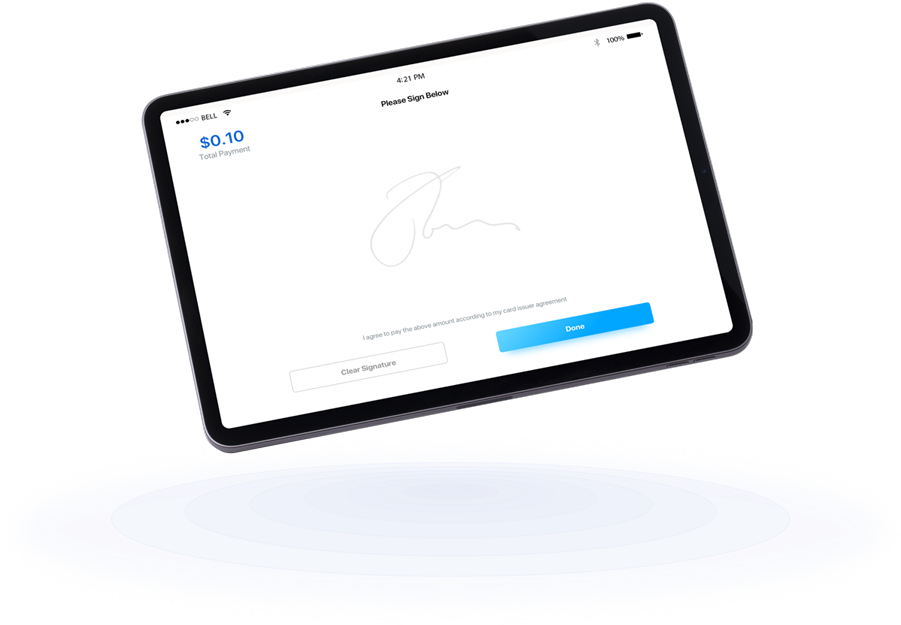 100%
4:21 PM
BELL
Please Sign Below
$0.10
Total Payment
I agree to pay the above amount according to my card issuer agreement
Clear Signature
Done